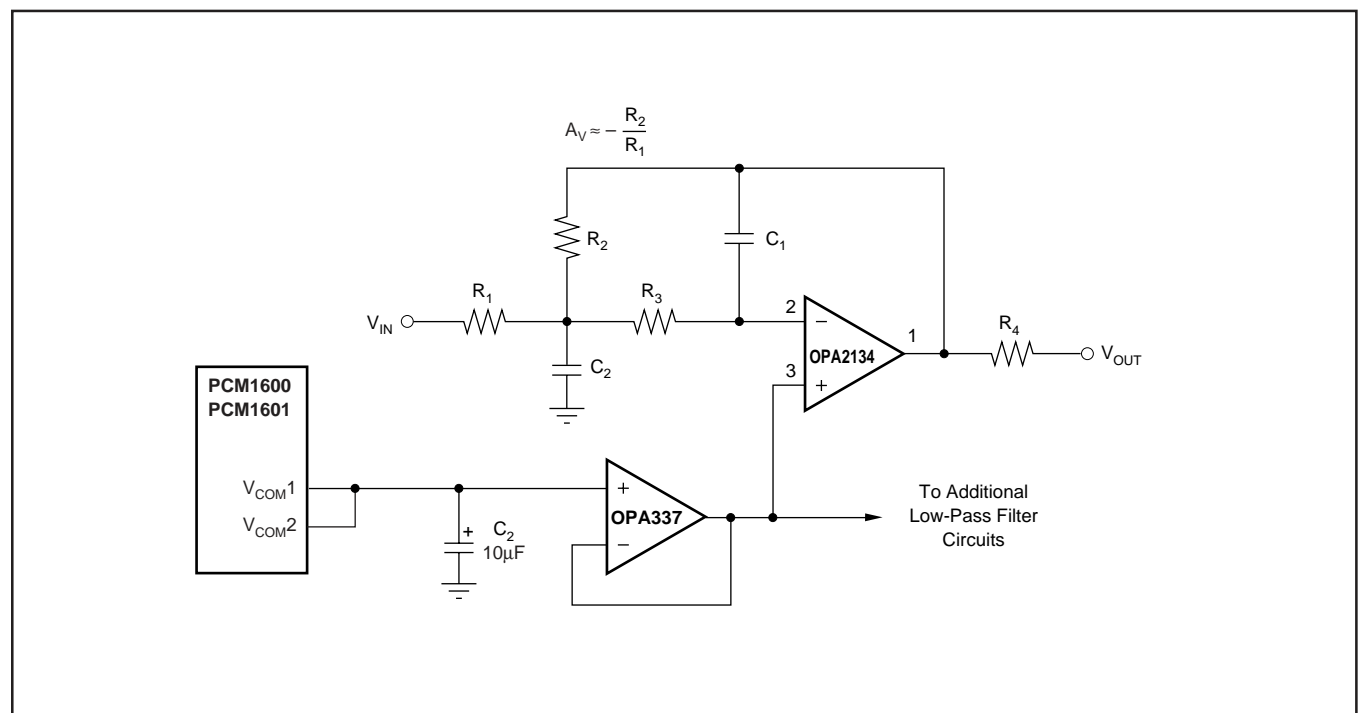 A_V ≈ – R_2/R_1
R_2
C_1
R_1
R_3
V_IN
2
–
OPA2134
1
R_4
V_OUT
3
+
C_2
PCM1600
PCM1601
V_COM1
V_COM2
+
C_2
10μF
+
OPA337
–
To Additional
Low-Pass Filter
Circuits